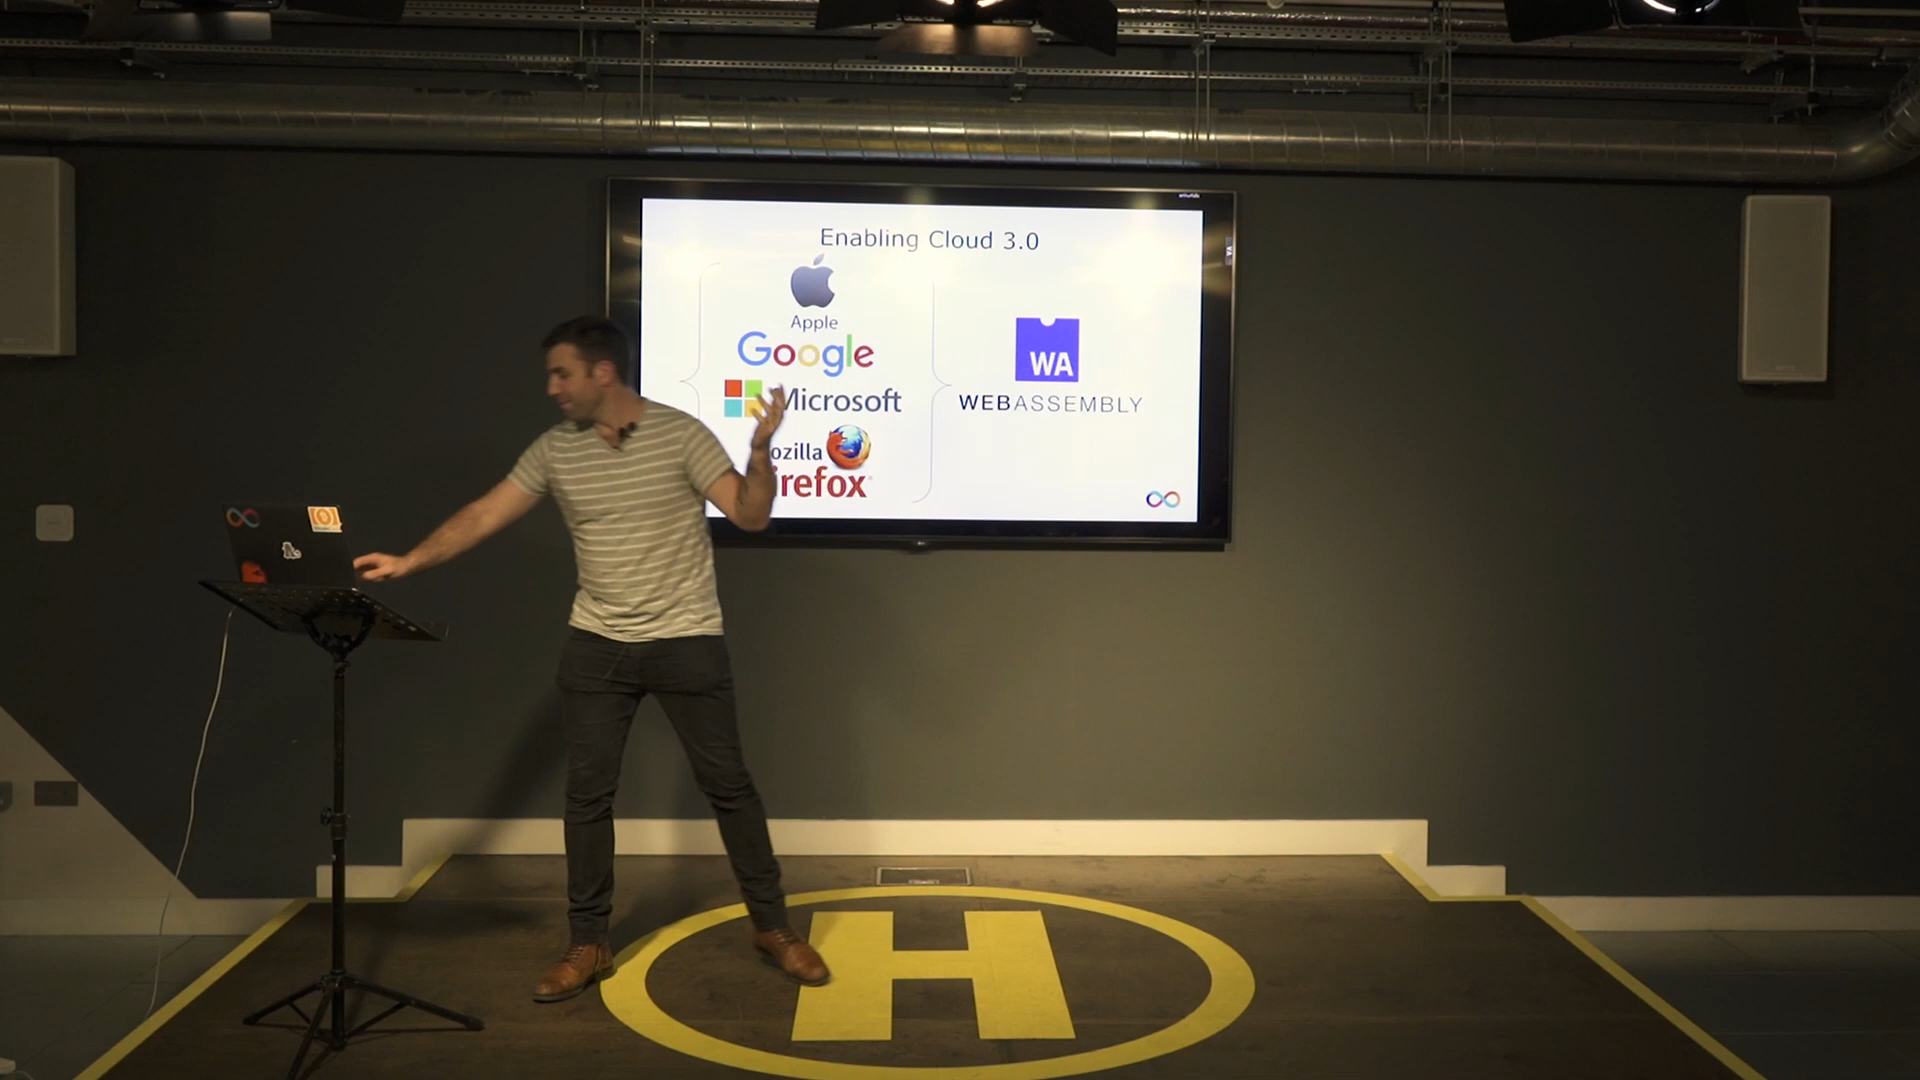 Enabling Cloud 3.0
Apple
Google
Microsoft
ozilla
irefox
WA
WEBASSEMBLY
H